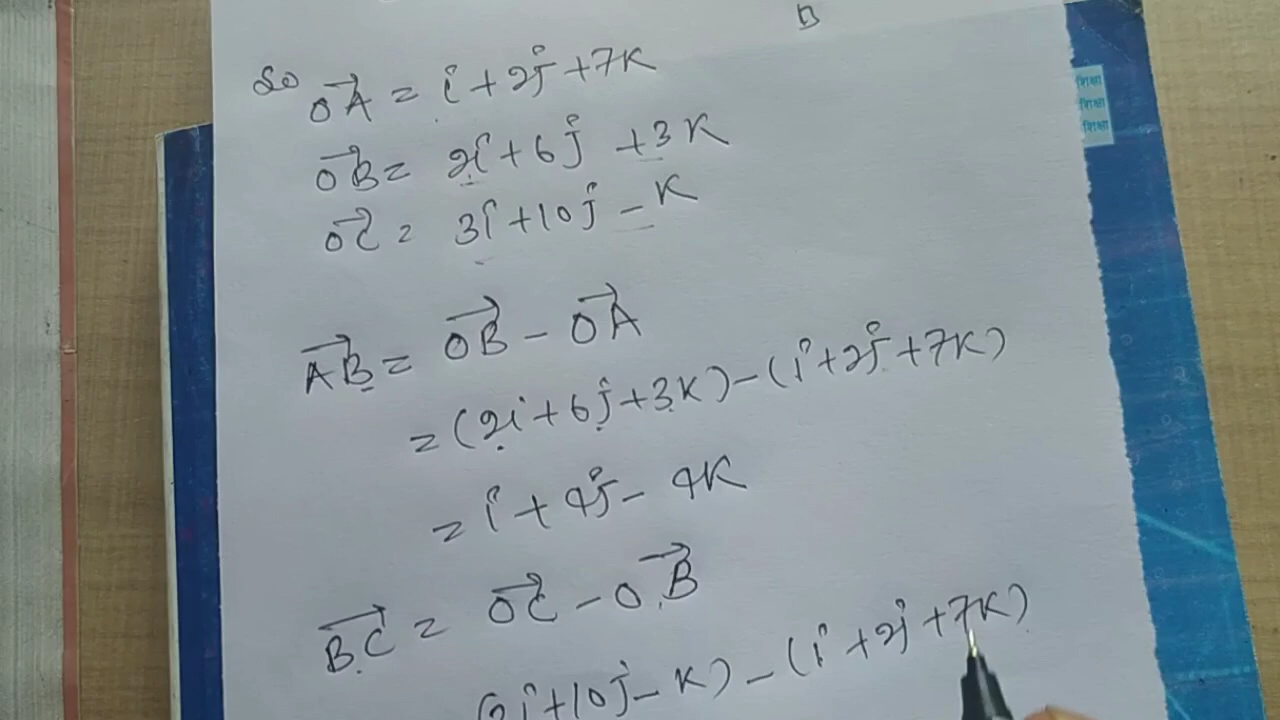 B
So OA = i + 2j + 7K
OB = 2i + 6j + 3K
OC = 3i + 10j - K
AB = OB - OA
= (2i + 6j + 3K) - (i + 2j + 7K)
= i + 4j - 4K
BC = OC - OB
(3i + 10j - K) - (i + 2j + 7K)
शिक्षा
शिक्षा
शिक्षा